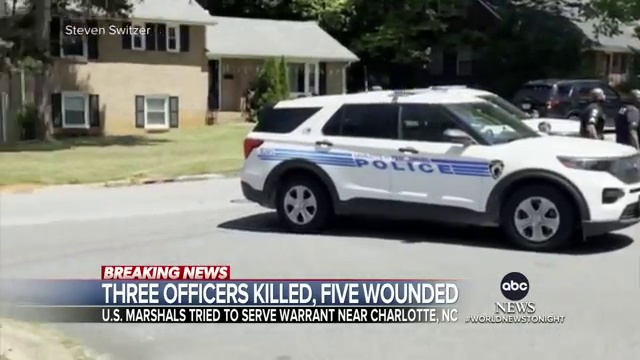 Steven Switzer
POLICE
BREAKING NEWS
THREE OFFICERS KILLED, FIVE WOUNDED
U.S. MARSHALS TRIED TO SERVE WARRANT NEAR CHARLOTTE, NC
abc
NEWS
#WORLDNEWSTONIGHT